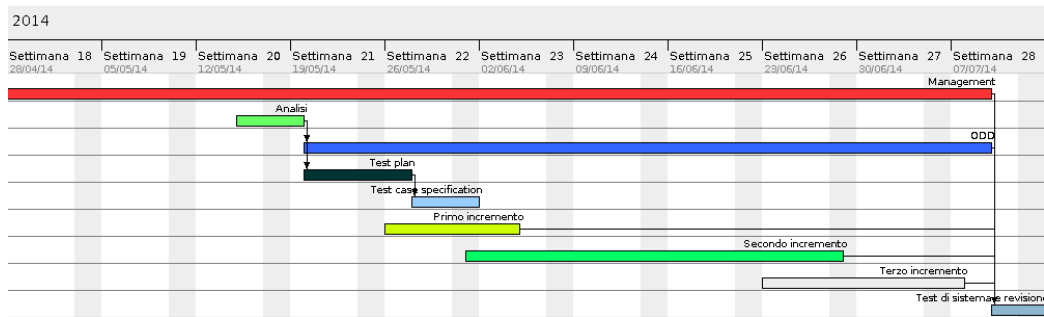 2014
Settimana 18 Settimana 19 Settimana 20 Settimana 21 Settimana 22 Settimana 23 Settimana 24 Settimana 25 Settimana 26 Settimana 27 Settimana 28
28/04/14 05/05/14 12/05/14 19/05/14 26/05/14 02/06/14 09/06/14 16/06/14 23/06/14 30/06/14 07/07/14
Management
Analisi
ODD
Test plan
Test case specification
Primo incremento
Secondo incremento
Terzo incremento
Test di sistema e revisione